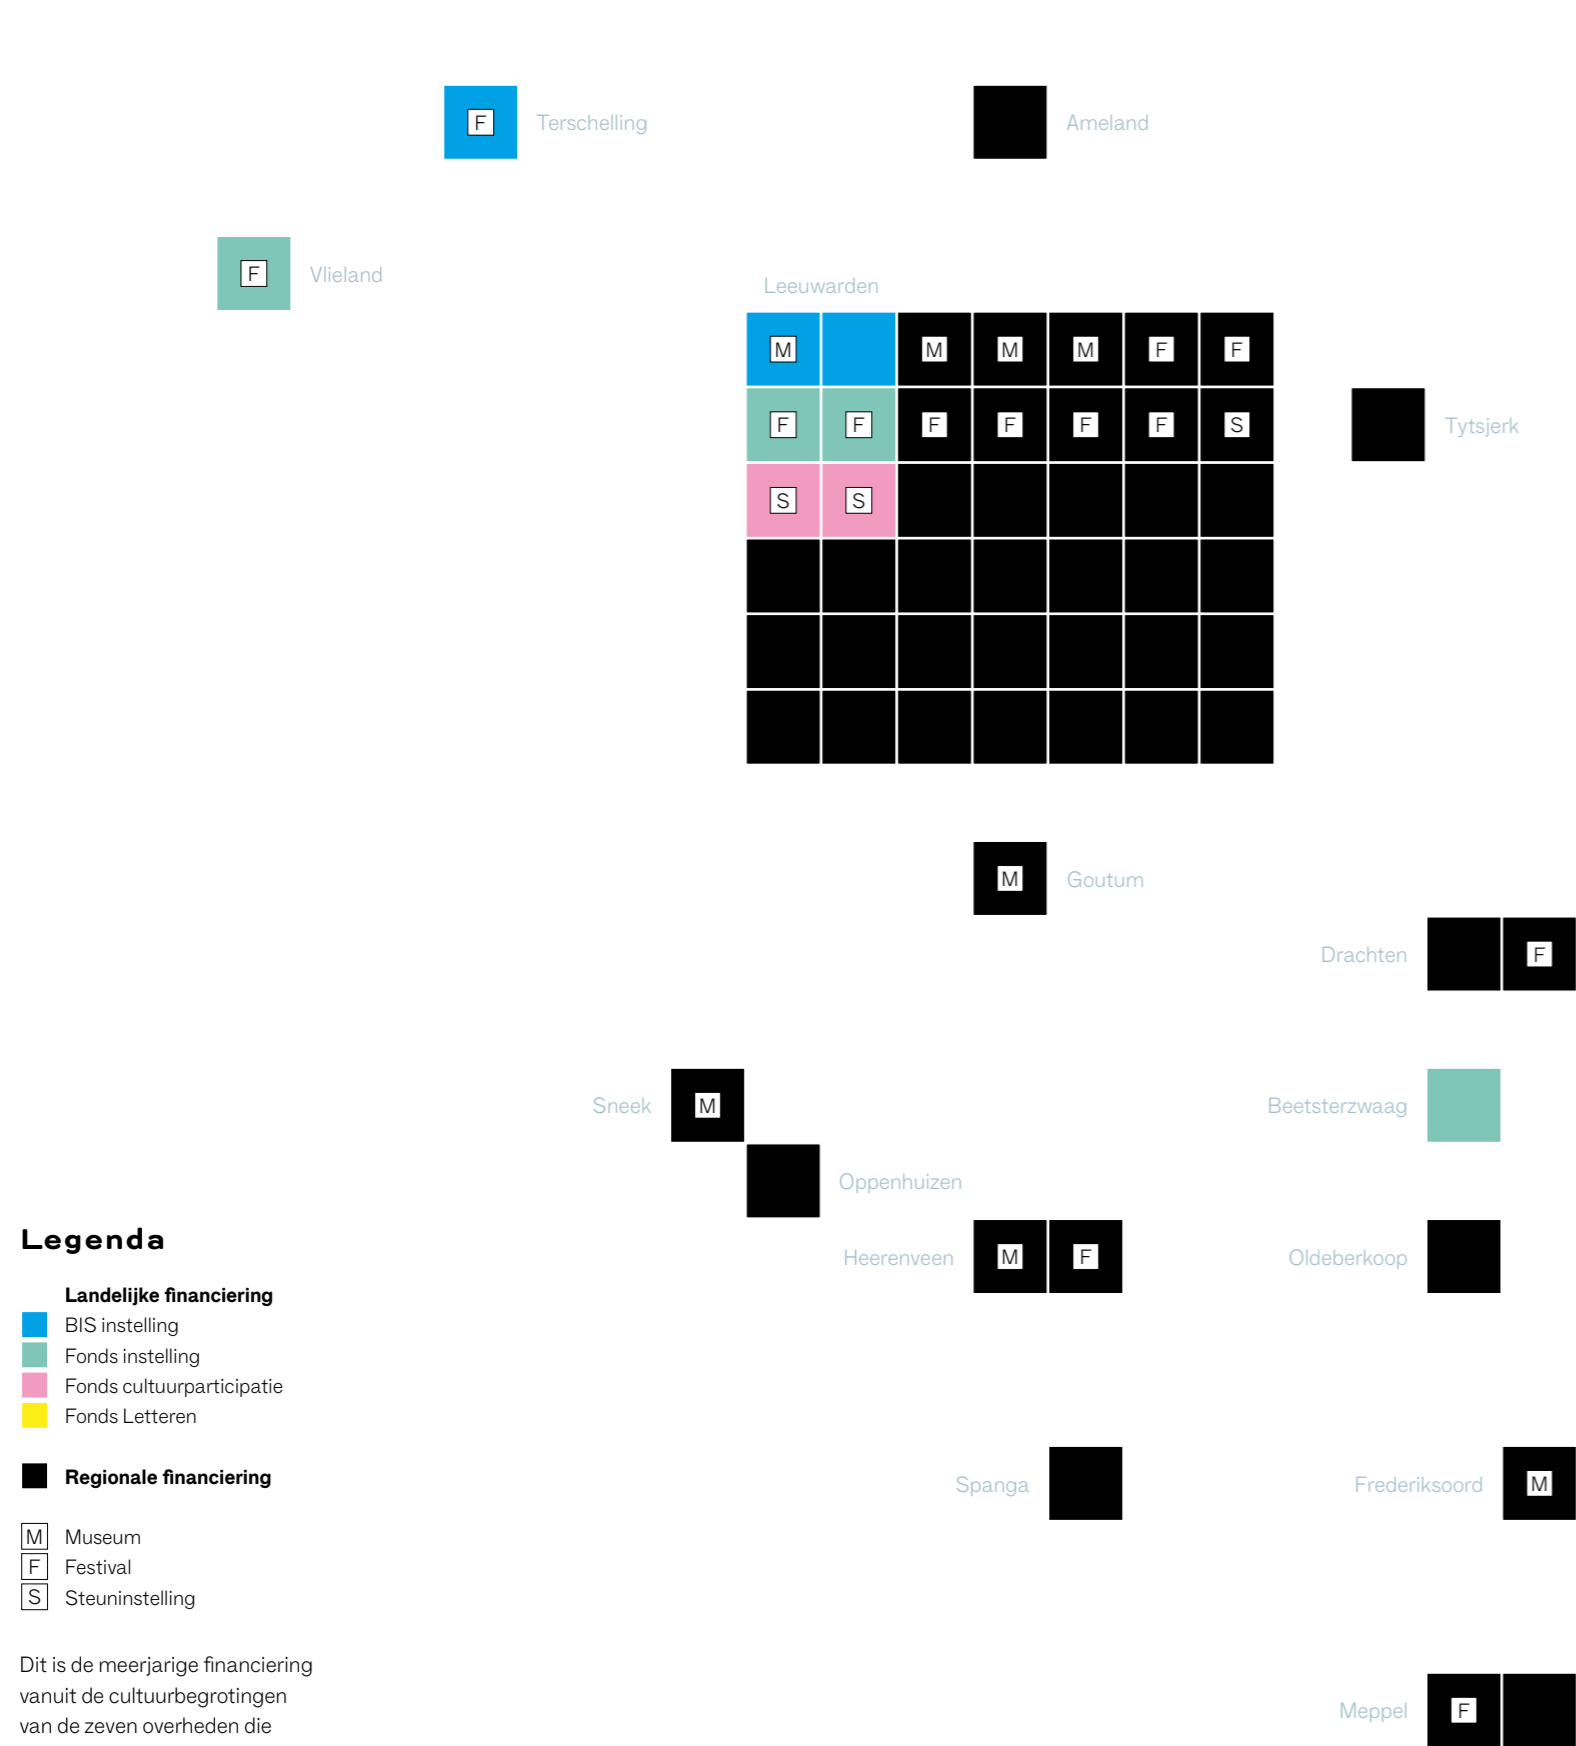 F Terschelling
Ameland
F Vlieland
Leeuwarden
M M M M F F
F F F F F F S
Tytsjerk
S S
M Goutum
Drachten F
Sneek M
Beetsterzwaag
Oppenhuizen
Heerenveen M F
Oldeberkoop
Legenda
Landelijke financiering
BIS instelling
Fonds instelling
Fonds cultuurparticipatie
Fonds Letteren
Regionale financiering
Spanga
Frederiksoord M
M Museum
F Festival
S Steuninstelling
Dit is de meerjarige financiering
vanuit de cultuurbegrotingen
van de zeven overheden die
Meppel F